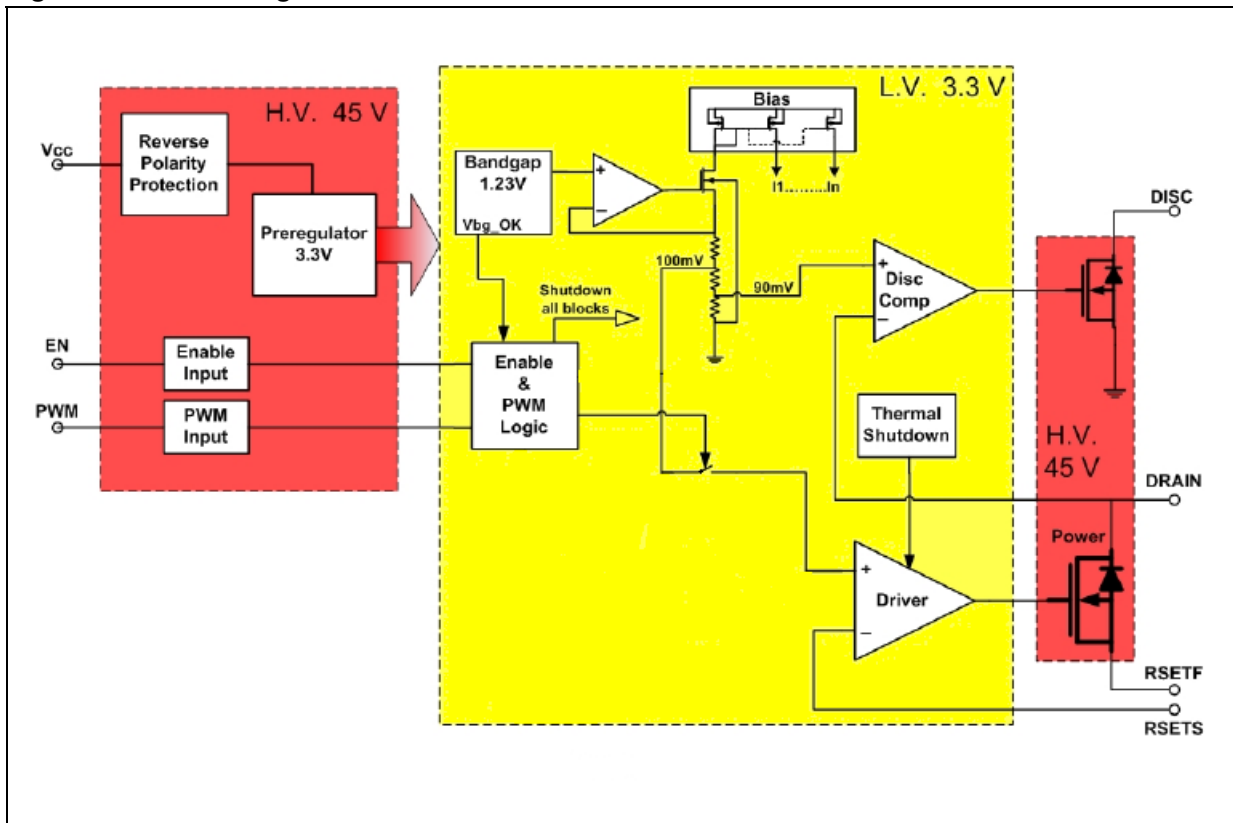 H.V. 45 V
L.V. 3.3 V
Bias
I1.........In
Vcc
Reverse
Polarity
Protection
Preregulator
3.3V
Bandgap
1.23V
Vbg_OK
+
−
100mV
90mV
+
Disc
Comp
−
DISC
Shutdown
all blocks
EN
Enable
Input
PWM
PWM
Input
Enable
&
PWM
Logic
Thermal
Shutdown
H.V.
45 V
DRAIN
Power
+
Driver
−
RSETF
RSETS